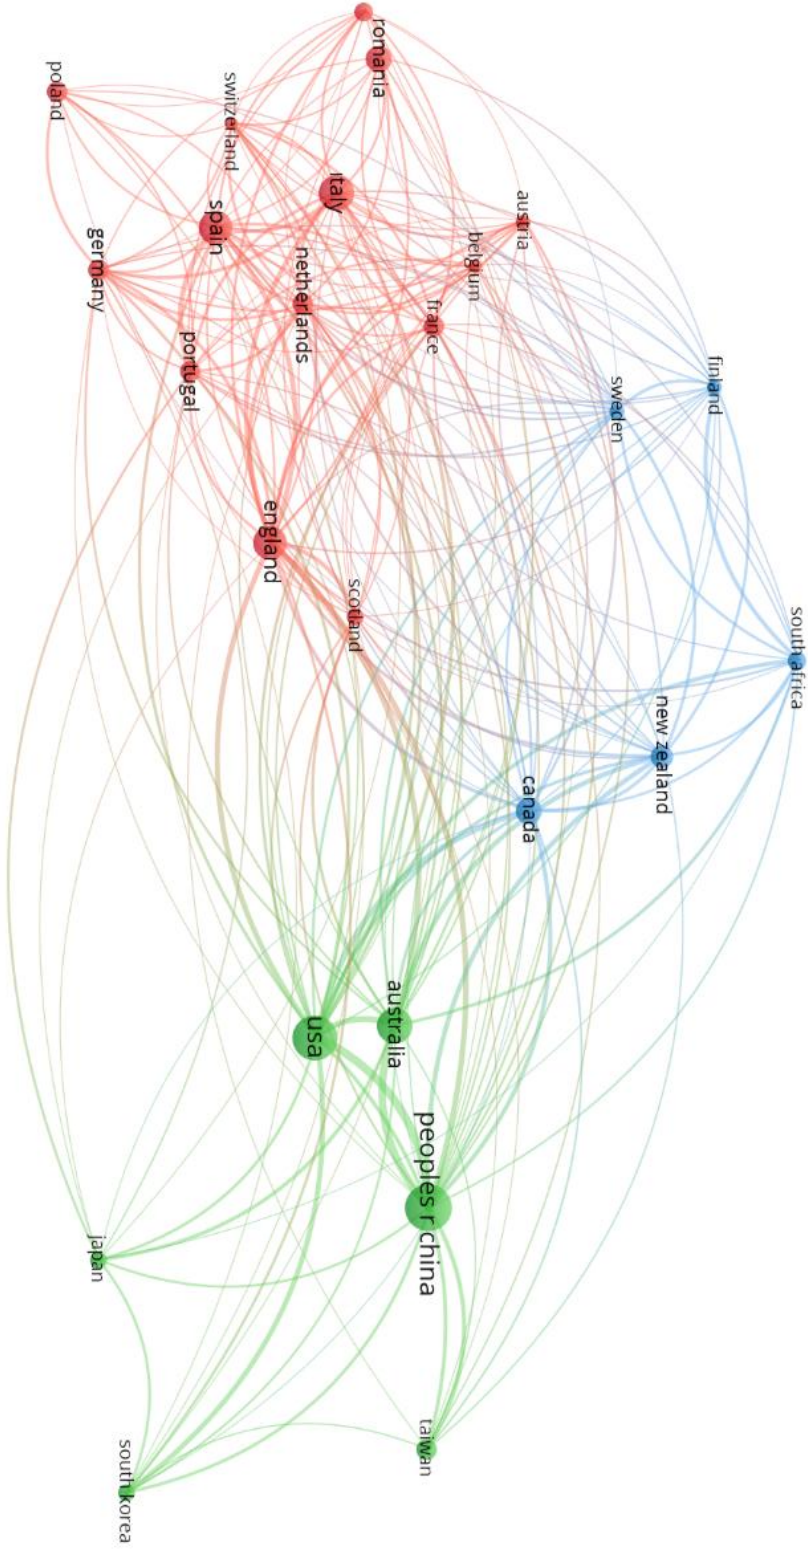 romania
poland
switzerland
italy
spain
austria
belgium
germany
netherlands
france
portugal
finland
sweden
england
scotland
south africa
new zealand
canada
australia
usa
peoples r china
japan
taiwan
south korea